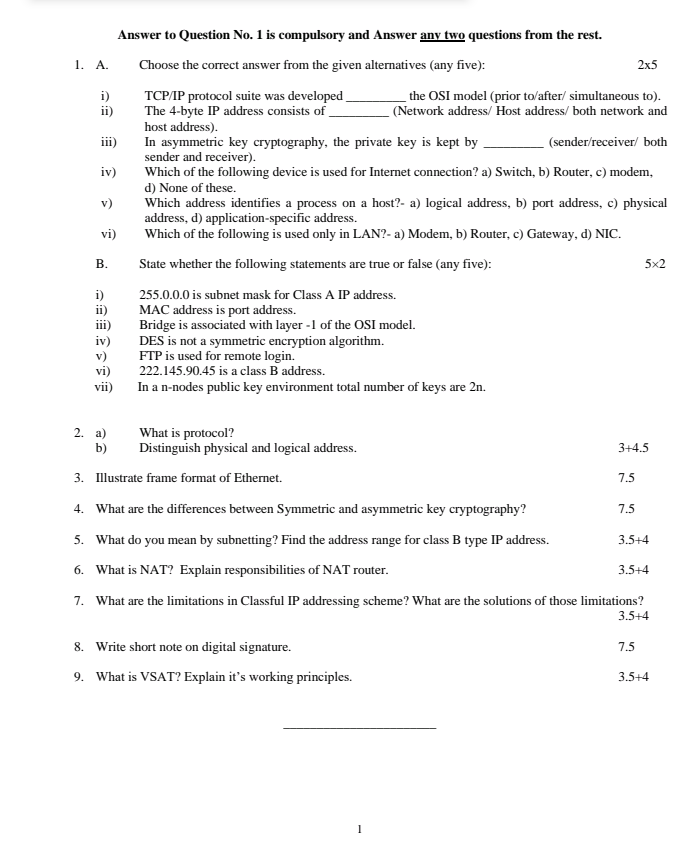 Answer to Question No. 1 is compulsory and Answer any two questions from the rest.
1. A. Choose the correct answer from the given alternatives (any five): 2x5
i) TCP/IP protocol suite was developed _________ the OSI model (prior to/after/ simultaneous to).
ii) The 4-byte IP address consists of _________ (Network address/ Host address/ both network and
host address).
iii) In asymmetric key cryptography, the private key is kept by _________ (sender/receiver/ both
sender and receiver).
iv) Which of the following device is used for Internet connection? a) Switch, b) Router, c) modem,
d) None of these.
v) Which address identifies a process on a host?- a) logical address, b) port address, c) physical
address, d) application-specific address.
vi) Which of the following is used only in LAN?- a) Modem, b) Router, c) Gateway, d) NIC.
B. State whether the following statements are true or false (any five): 5×2
i) 255.0.0.0 is subnet mask for Class A IP address.
ii) MAC address is port address.
iii) Bridge is associated with layer -1 of the OSI model.
iv) DES is not a symmetric encryption algorithm.
v) FTP is used for remote login.
vi) 222.145.90.45 is a class B address.
vii) In a n-nodes public key environment total number of keys are 2n.
2. a) What is protocol?
b) Distinguish physical and logical address. 3+4.5
3. Illustrate frame format of Ethernet. 7.5
4. What are the differences between Symmetric and asymmetric key cryptography? 7.5
5. What do you mean by subnetting? Find the address range for class B type IP address. 3.5+4
6. What is NAT? Explain responsibilities of NAT router. 3.5+4
7. What are the limitations in Classful IP addressing scheme? What are the solutions of those limitations?
3.5+4
8. Write short note on digital signature. 7.5
9. What is VSAT? Explain it's working principles. 3.5+4
1